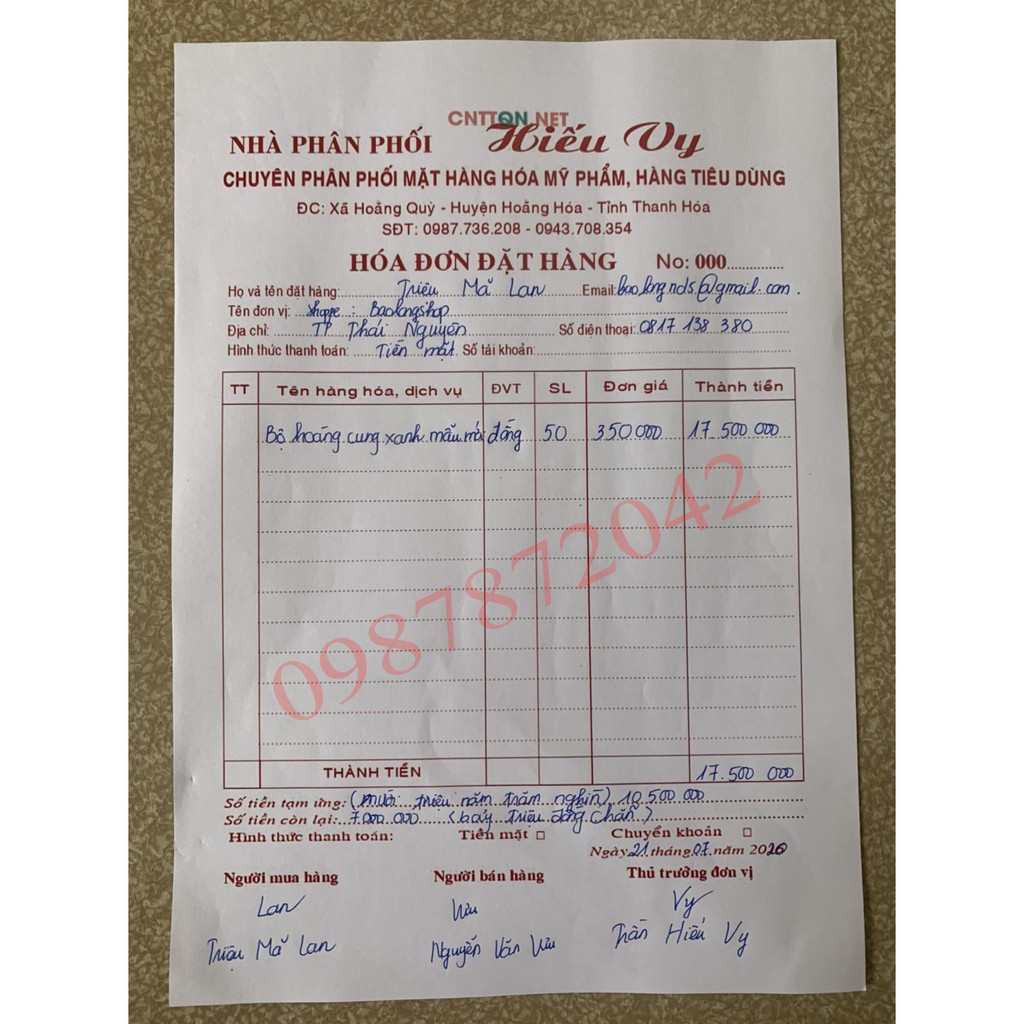 CNTTQN.NET
NHÀ PHÂN PHỐI Hiếu Vy
CHUYÊN PHÂN PHỐI MẶT HÀNG HÓA MỸ PHẨM, HÀNG TIÊU DÙNG
ĐC: Xã Hoằng Quỳ - Huyện Hoằng Hóa - Tỉnh Thanh Hóa
SĐT: 0987.736.208 - 0943.708.354
HÓA ĐƠN ĐẶT HÀNG No: 000
Họ và tên đặt hàng: Triệu Mã Lan Email: baolongnds@gmail.com.
Tên đơn vị: Shoppe: Baolongshop
Địa chỉ: TP Thái Nguyên Số điện thoại: 0817 138 380
Hình thức thanh toán: Tiền mặt Số tài khoản:
TT Tên hàng hóa, dịch vụ ĐVT SL Đơn giá Thành tiền
Bộ hoàng cung xanh mẫu mới đồng 50 350 000 17 500 000
0987872042
THÀNH TIỀN 17.500 000
Số tiền tạm ứng: (mười triệu năm trăm nghìn) 10 500 000
Số tiền còn lại: 7000 000 (bảy triệu đồng chẵn)
Hình thức thanh toán: Tiền mặt □ Chuyển khoản □
Ngày 21 tháng 07 năm 2020
Người mua hàng Người bán hàng Thủ trưởng đơn vị
Lan Vy
Triệu Mã Lan Nguyễn Văn Trần Hiếu Vy